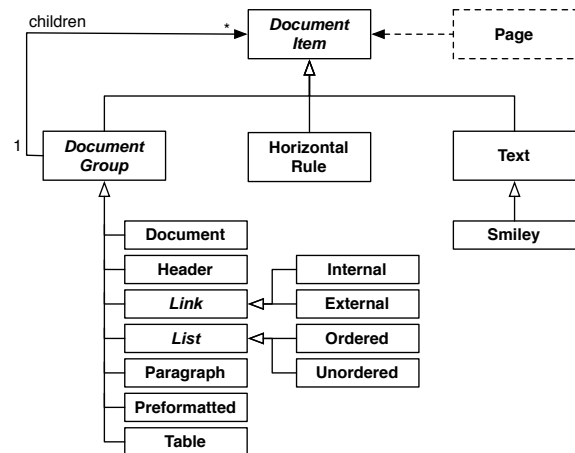 children
*
Document
Item
Page
1
Document
Group
Horizontal
Rule
Text
Smiley
Document
Header
Internal
Link
External
List
Ordered
Paragraph
Unordered
Preformatted
Table